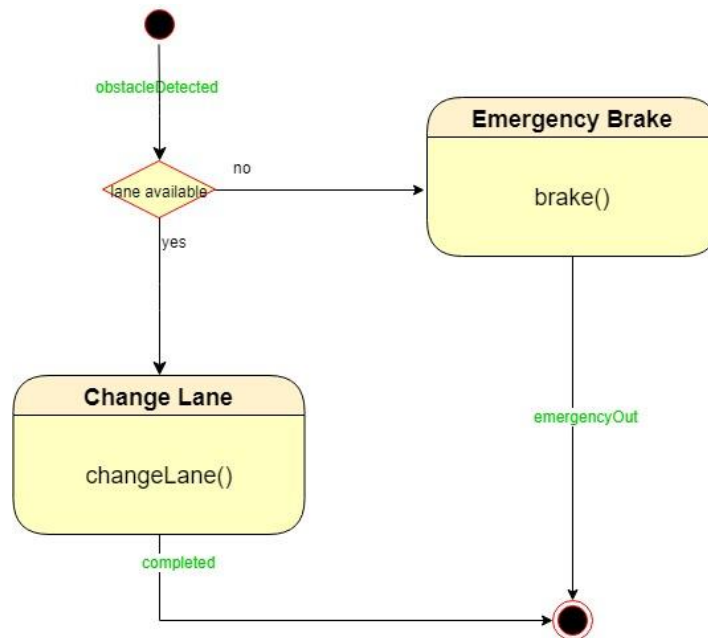 obstacleDetected
Emergency Brake
no
lane available
brake()
yes
Change Lane
emergencyOut
changeLane()
completed